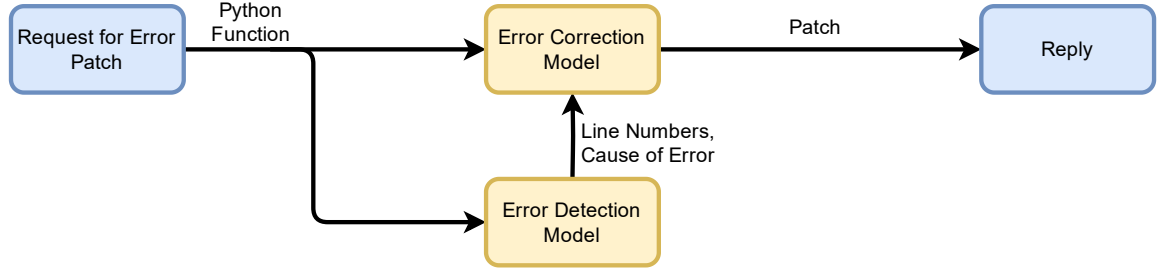 Request for Error
Patch
Python
Function
Error Correction
Model
Patch
Reply
Line Numbers,
Cause of Error
Error Detection
Model